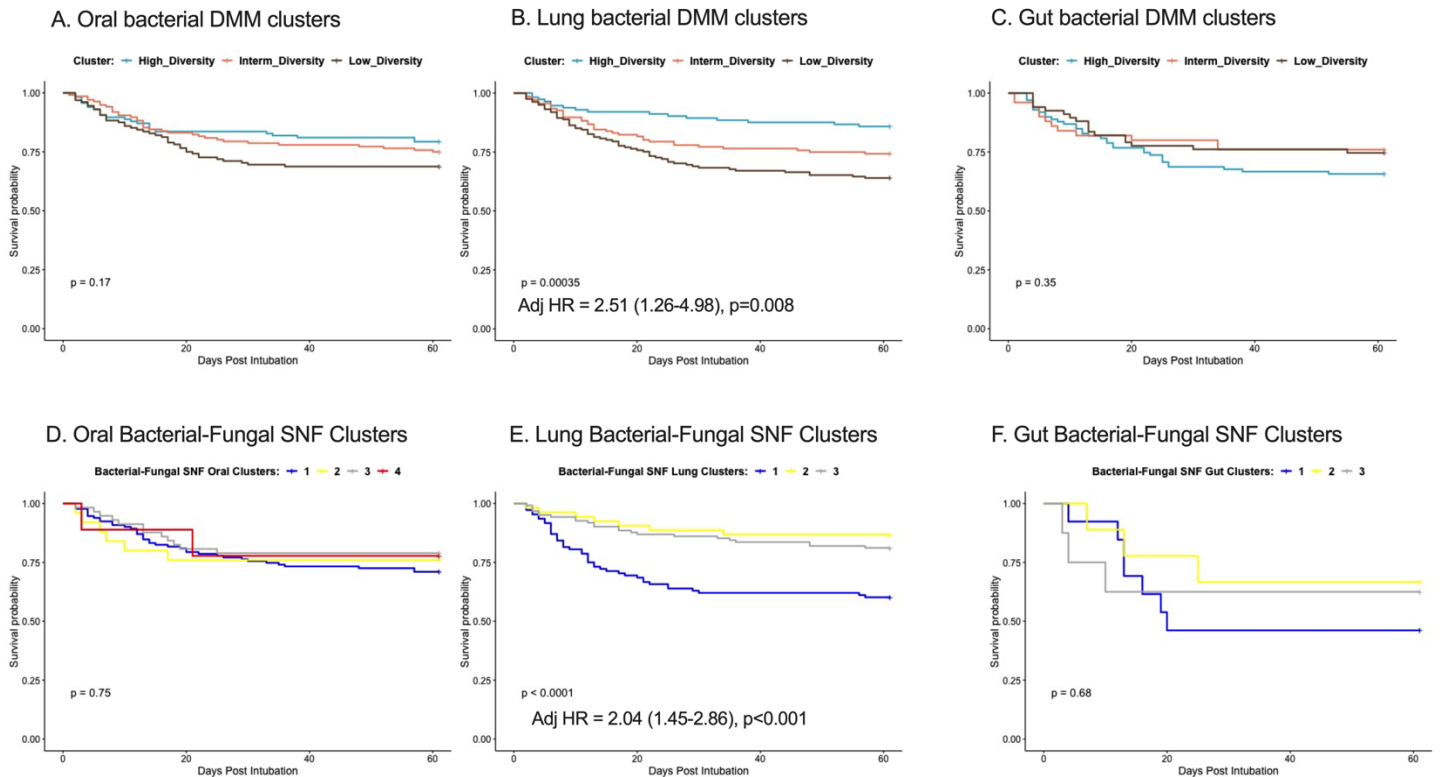 A. Oral bacterial DMM clusters
Cluster: High_Diversity Interm_Diversity Low_Diversity
1.00
0.75
0.50
0.25
0.00
Survival probability
p = 0.17
0 20 40 60
Days Post Intubation
B. Lung bacterial DMM clusters
Cluster: High_Diversity Interm_Diversity Low_Diversity
1.00
0.75
0.50
0.25
0.00
Survival probability
p = 0.00035
Adj HR = 2.51 (1.26-4.98), p=0.008
0 20 40 60
Days Post Intubation
C. Gut bacterial DMM clusters
Cluster: High_Diversity Interm_Diversity Low_Diversity
1.00
0.75
0.50
0.25
0.00
Survival probability
p = 0.35
0 20 40 60
Days Post Intubation
D. Oral Bacterial-Fungal SNF Clusters
Bacterial-Fungal SNF Oral Clusters: 1 2 3 4
1.00
0.75
0.50
0.25
0.00
Survival probability
p = 0.75
0 20 40 60
Days Post Intubation
E. Lung Bacterial-Fungal SNF Clusters
Bacterial-Fungal SNF Lung Clusters: 1 2 3
1.00
0.75
0.50
0.25
0.00
Survival probability
p < 0.0001
Adj HR = 2.04 (1.45-2.86), p<0.001
0 20 40 60
Days Post Intubation
F. Gut Bacterial-Fungal SNF Clusters
Bacterial-Fungal SNF Gut Clusters: 1 2 3
1.00
0.75
0.50
0.25
0.00
Survival probability
p = 0.68
0 20 40 60
Days Post Intubation